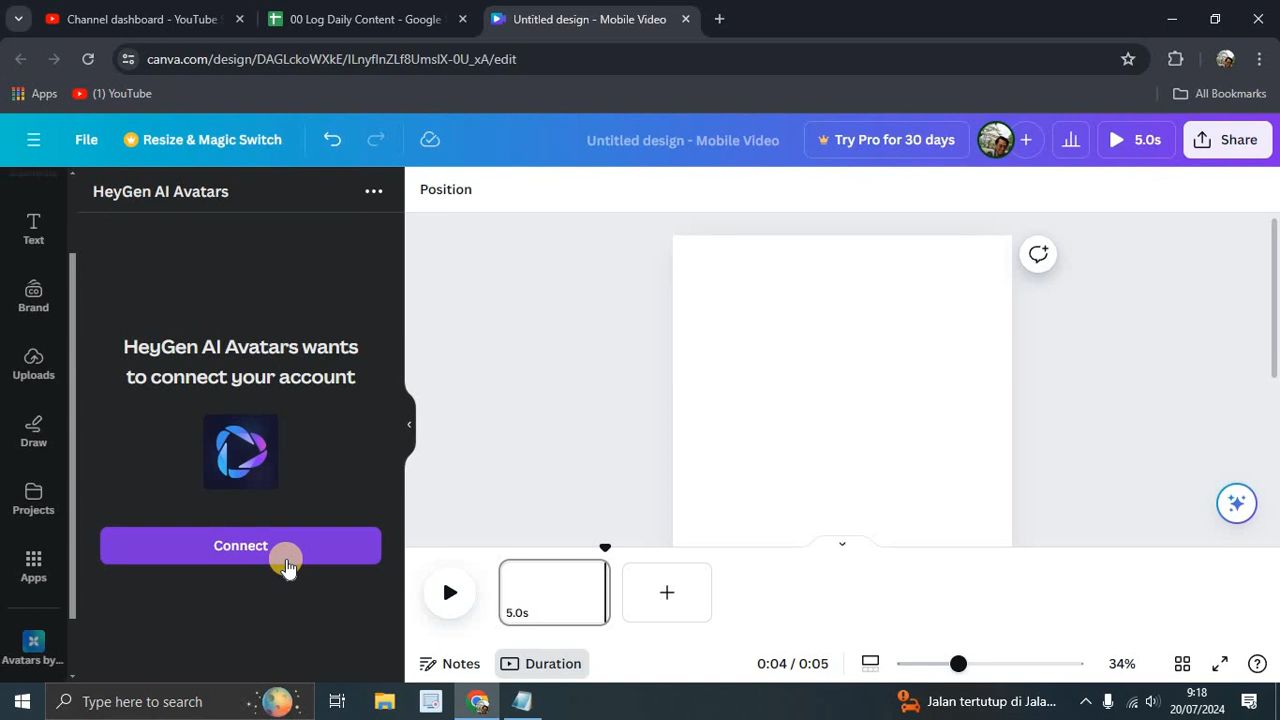 Channel dashboard - YouTube
00 Log Daily Content - Google
Untitled design - Mobile Video
canva.com/design/DAGLckoWXkE/ILnyflnZLf8UmslX-0U_xA/edit
Apps
(1) YouTube
All Bookmarks
File
Resize & Magic Switch
Untitled design - Mobile Video
Try Pro for 30 days
5.0s
Share
HeyGen AI Avatars
Position
Text
Brand
Uploads
Draw
Projects
Apps
Avatars by...
HeyGen AI Avatars wants
to connect your account
Connect
5.0s
Notes
Duration
0:04 / 0:05
34%
Type here to search
Jalan tertutup di Jala...
9:18
20/07/2024